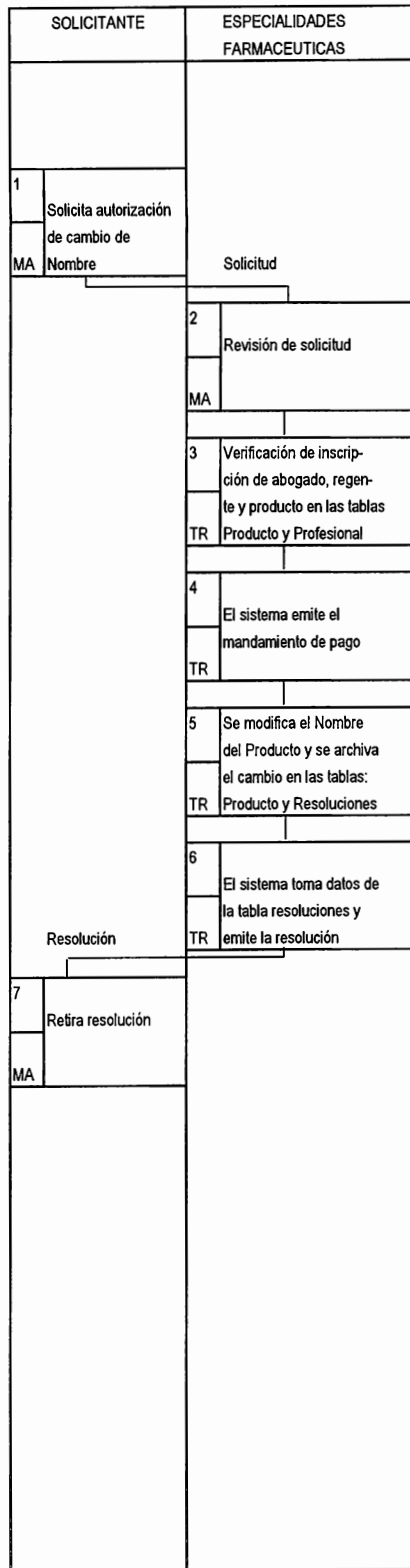 SOLICITANTE
ESPECIALIDADES
FARMACEUTICAS
1
Solicita autorización
de cambio de
MA
Nombre
Solicitud
2
Revisión de solicitud
MA
3
Verificación de inscrip-
ción de abogado, regen-
te y producto en las tablas
TR
Producto y Profesional
4
El sistema emite el
mandamiento de pago
TR
5
Se modifica el Nombre
del Producto y se archiva
el cambio en las tablas:
TR
Producto y Resoluciones
6
El sistema toma datos de
la tabla resoluciones y
TR
emite la resolución
Resolución
7
Retira resolución
MA